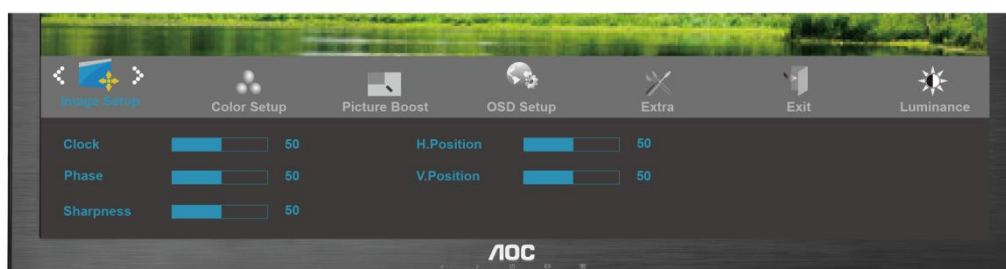 Image Setup
Color Setup
Picture Boost
OSD Setup
Extra
Exit
Luminance
Clock 50 H.Position 50
Phase 50 V.Position 50
Sharpness 50
AOC